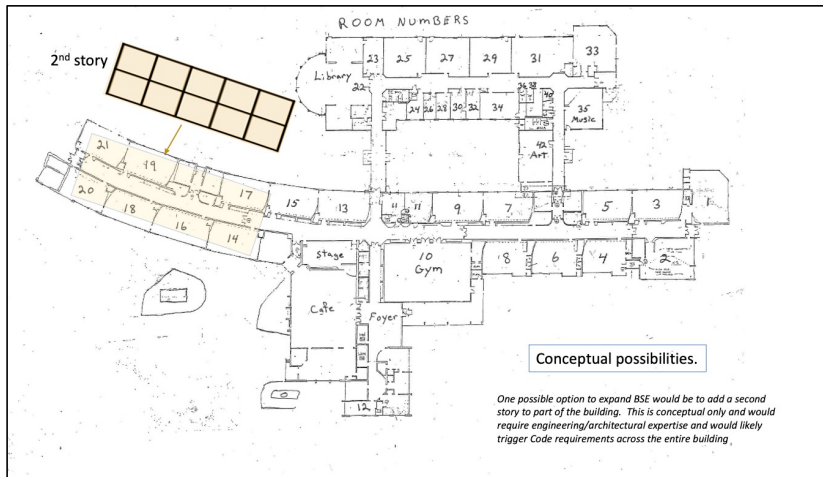 ROOM NUMBERS
2nd story
Library
22
23
25
27
29
31
33
24
26
28
30
32
34
36
38
40
35
Music
42
Art
21
19
17
15
13
11
11
9
7
5
3
1
20
18
16
14
Stage
10
Gym
8
6
4
2
Cafe
Foyer
12
Conceptual possibilities.
One possible option to expand BSE would be to add a second
story to part of the building. This is conceptual only and would
require engineering/architectural expertise and would likely
trigger Code requirements across the entire building